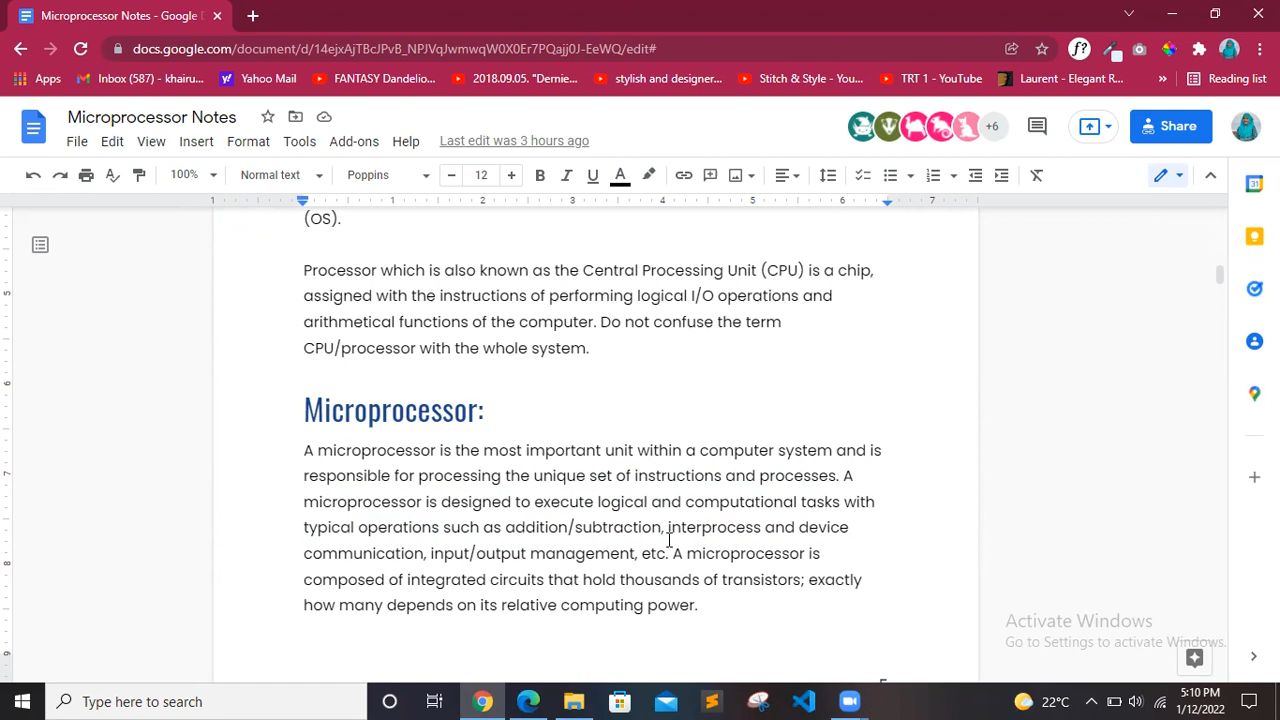 Microprocessor Notes - Google D
docs.google.com/document/d/14ejxAjTBcJPvB_NPJVqJwmwqW0X0Er7PQajj0J-EeWQ/edit#
Apps
Inbox (587) - khairu...
Yahoo Mail
FANTASY Dandelio...
2018.09.05. "Dernie...
stylish and designer...
Stitch & Style - You...
TRT 1 - YouTube
Laurent - Elegant R...
»
Reading list
Microprocessor Notes
+6
Share
File Edit View Insert Format Tools Add-ons Help Last edit was 3 hours ago
100% Normal text Poppins − 12 + B I U A
1 1 2 3 4 5 6 7
(OS).
Processor which is also known as the Central Processing Unit (CPU) is a chip,
assigned with the instructions of performing logical I/O operations and
arithmetical functions of the computer. Do not confuse the term
CPU/processor with the whole system.
Microprocessor:
A microprocessor is the most important unit within a computer system and is
responsible for processing the unique set of instructions and processes. A
microprocessor is designed to execute logical and computational tasks with
typical operations such as addition/subtraction, interprocess and device
communication, input/output management, etc. A microprocessor is
composed of integrated circuits that hold thousands of transistors; exactly
how many depends on its relative computing power.
Activate Windows
Go to Settings to activate Windows.
Type here to search
22°C
5:10 PM
1/12/2022